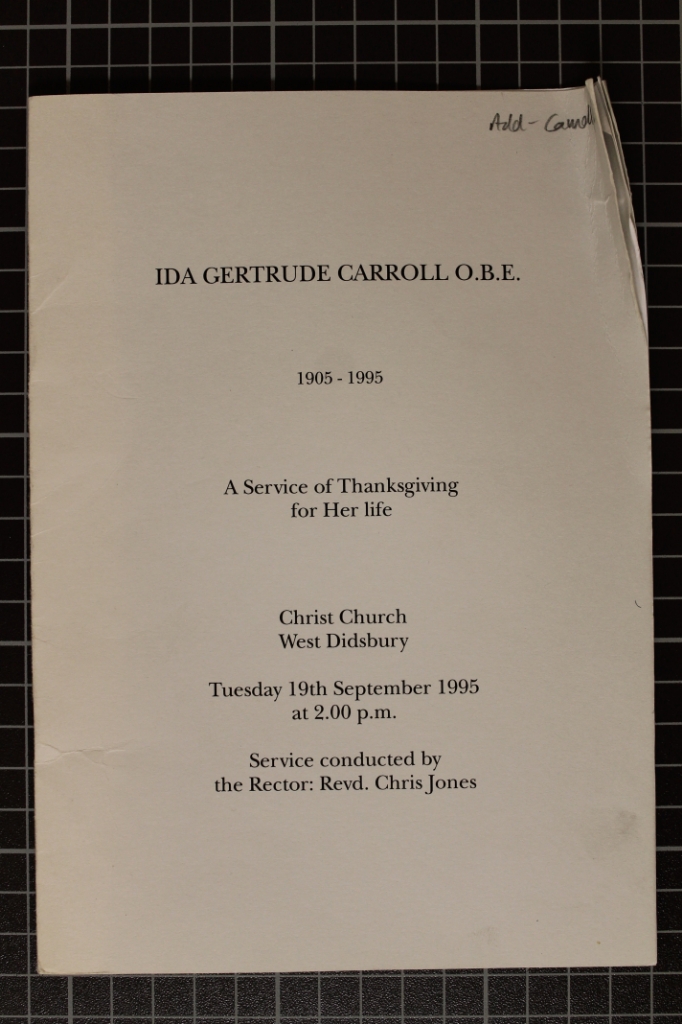 Add - Carroll
IDA GERTRUDE CARROLL O.B.E.
1905 - 1995
A Service of Thanksgiving
for Her life
Christ Church
West Didsbury
Tuesday 19th September 1995
at 2.00 p.m.
Service conducted by
the Rector: Revd. Chris Jones